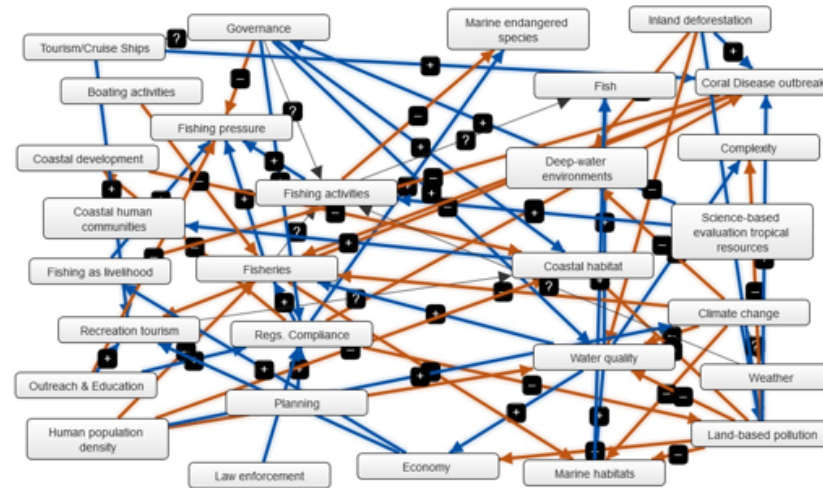 Governance
Marine endangered
species
Inland deforestation
Tourism/Cruise Ships
?
+
Boating activities
−
+
Fish
Coral Disease outbreak
?
−
Fishing pressure
?
+
Complexity
Coastal development
+
Deep-water
environments
+
−
Fishing activities
−
+
Coastal human
communities
−
+
Science-based
evaluation tropical
resources
?
+
Fishing as livelihood
Fisheries
Coastal habitat
?
−
?
+
Recreation tourism
Regs. Compliance
Climate change
−
Water quality
Outreach & Education
+
−
Weather
Planning
+
+
−
−
Human population
density
+
Land-based pollution
Law enforcement
Economy
Marine habitats
−